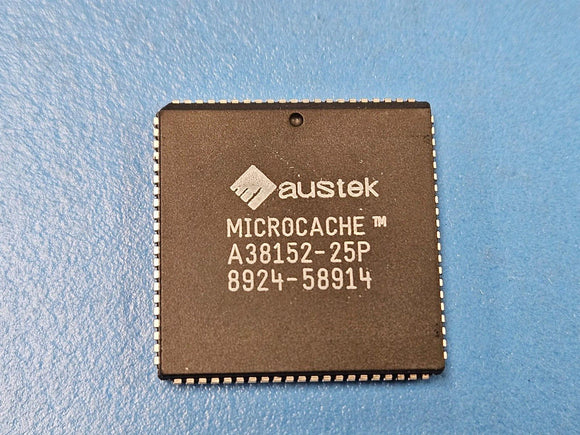 austek
MICROCACHE™
A38152-25P
8924-58914